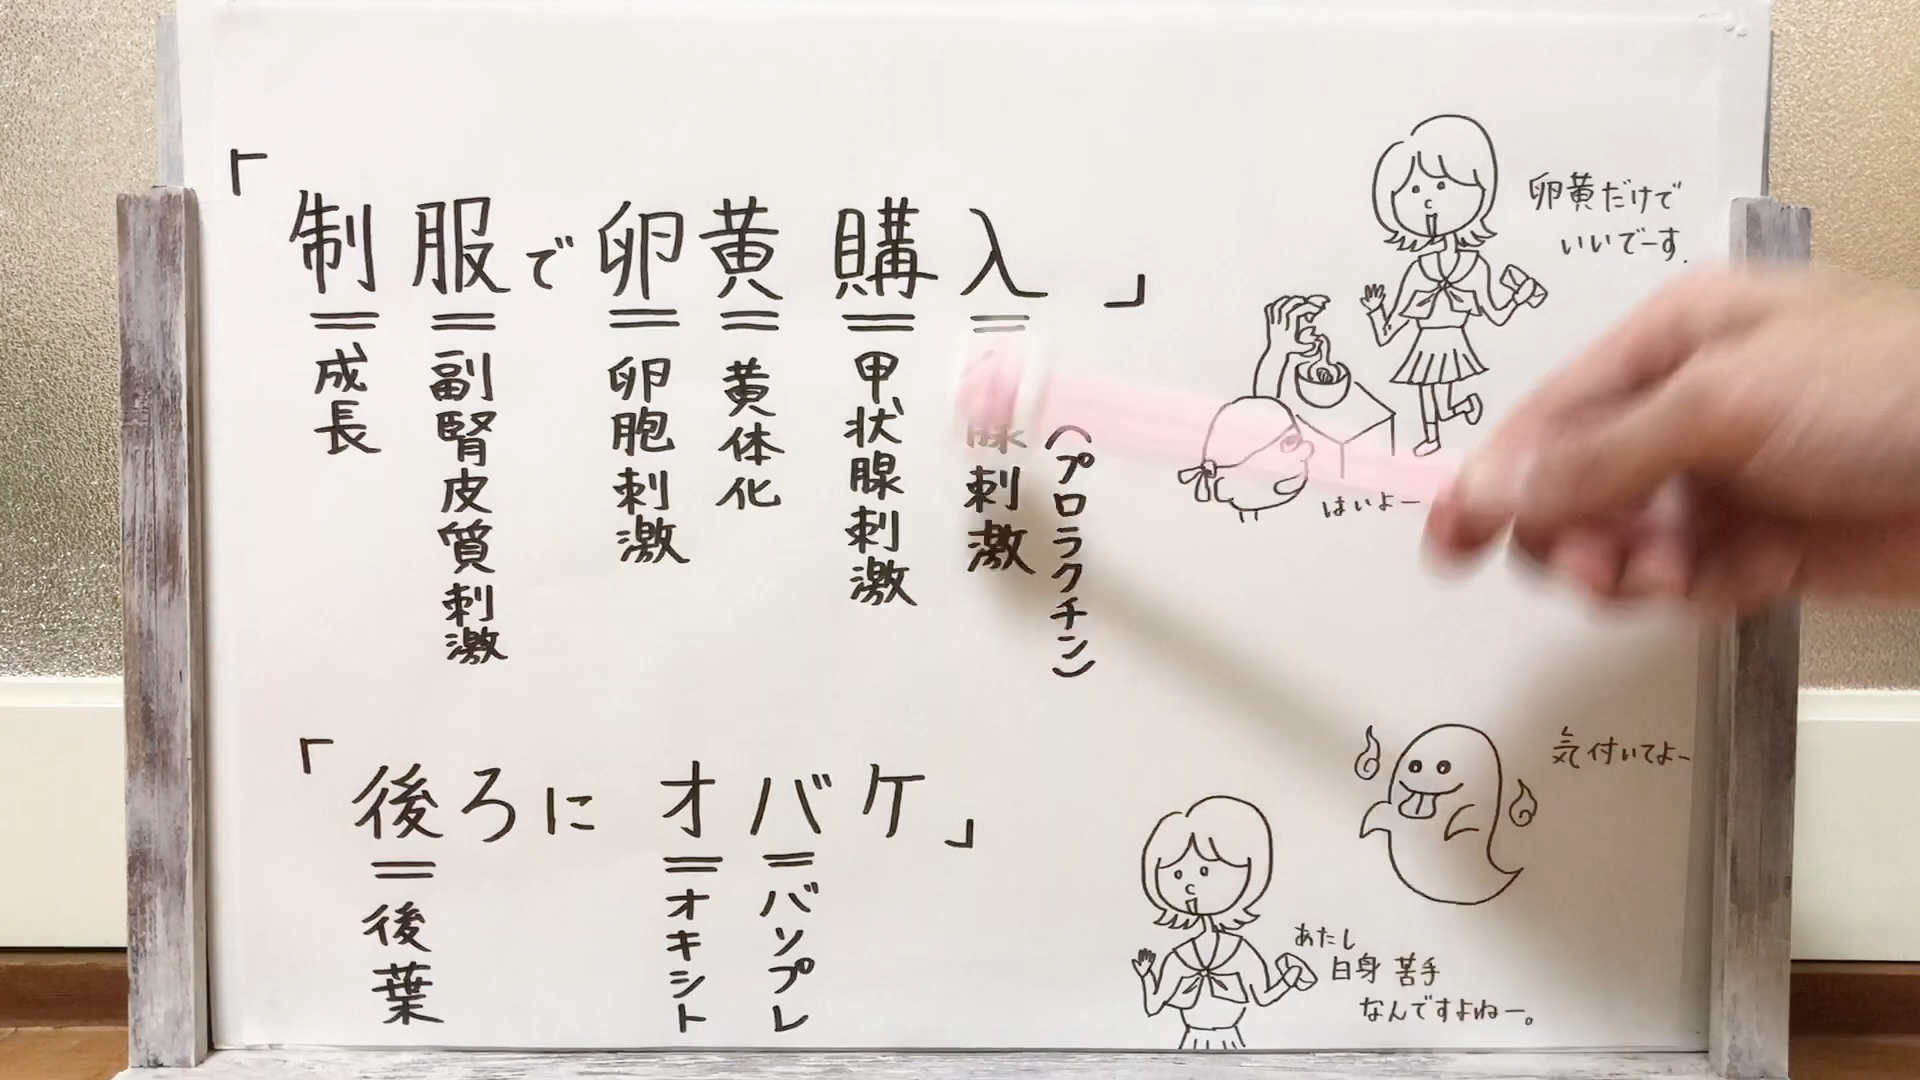 「制服で卵黄購入」
＝ ＝ ＝ ＝ ＝ ＝
成長
副腎皮質刺激
卵胞刺激
黄体化
甲状腺刺激
腺刺激
(プロラクチン)
卵黄だけで
いいでーす.
はいよー
「後ろにオバケ」
＝ ＝ ＝
後葉
オキシト
バソプレ
気付いてよー
あたし
白身 苦手
なんですよねー。